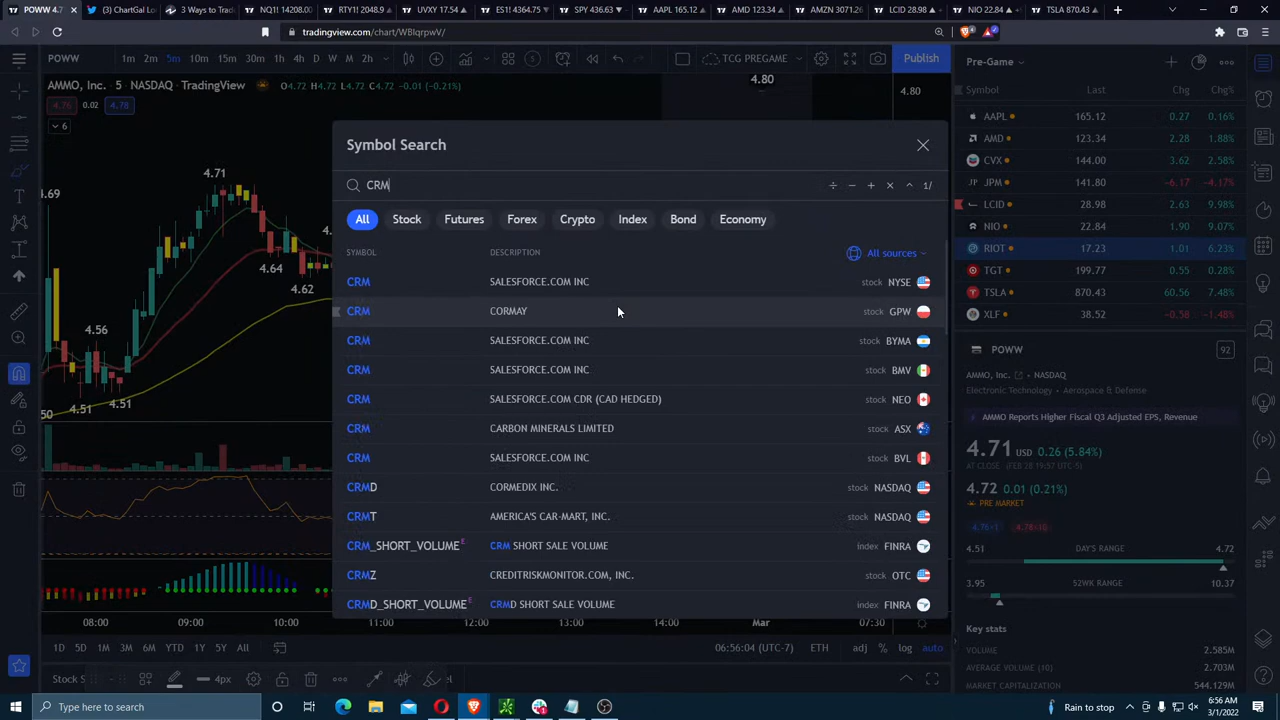 POWW 4.7
ChartGal Lo
3 Ways to Trad
NQ1! 14208.00
RTY1! 2048.9
UVXY 17.54
ES1! 4364.75
SPY 436.63
AAPL 165.12
AMD 123.34
AMZN 3071.26
LCID 28.98
NIO 22.84
TSLA 870.43
tradingview.com/chart/WBlqrpwV/
POWW
1m 2m 5m 10m 15m 30m 1h 4h D W M 2h
TCG PREGAME
Publish
Pre-Game
AMMO, Inc. · 5 · NASDAQ · TradingView
O4.72 H4.72 L4.72 C4.72 −0.01 (−0.21%)
4.76 0.02 4.78
6
4.80
4.80
Symbol Last Chg Chg%
AAPL 165.12 0.27 0.16%
AMD 123.34 2.28 1.88%
CVX 144.00 3.62 2.58%
JPM 141.80 -6.17 -4.17%
LCID 28.98 2.63 9.98%
NIO 22.84 1.01 6.23%
RIOT 17.23 1.01 6.23%
TGT 199.77 0.55 0.28%
TSLA 870.43 60.56 7.48%
XLF 38.52 -0.58 -1.48%
4.71
4.69
4.64
4.62
4.56
4.51
4.51
50
Symbol Search
CRM
1/
All Stock Futures Forex Crypto Index Bond Economy
SYMBOL DESCRIPTION All sources
CRM SALESFORCE.COM INC stock NYSE
CRM CORMAY stock GPW
CRM SALESFORCE.COM INC stock BYMA
CRM SALESFORCE.COM INC stock BMV
CRM SALESFORCE.COM CDR (CAD HEDGED) stock NEO
CRM CARBON MINERALS LIMITED stock ASX
CRM SALESFORCE.COM INC stock BVL
CRMD CORMEDIX INC. stock NASDAQ
CRMT AMERICA'S CAR-MART, INC. stock NASDAQ
CRM_SHORT_VOLUME E CRM SHORT SALE VOLUME index FINRA
CRMZ CREDITRISKMONITOR.COM, INC. stock OTC
CRMD_SHORT_VOLUME E CRMD SHORT SALE VOLUME index FINRA
POWW 92
AMMO, Inc. • NASDAQ
Electronic Technology • Aerospace & Defense
AMMO Reports Higher Fiscal Q3 Adjusted EPS, Revenue
4.71 USD 0.26 (5.84%)
AT CLOSE (FEB 28 19:57 UTC-5)
4.72 0.01 (0.21%)
PRE MARKET
4.76×1 4.78×10
4.51 DAYS RANGE 4.72
3.95 52WK RANGE 10.37
Key stats
VOLUME 2.585M
AVERAGE VOLUME (10) 2.703M
MARKET CAPITALIZATION 544.129M
08:00 09:00 10:00 11:00 12:00 13:00 14:00 Mar 07:30
1D 5D 1M 3M 6M YTD 1Y 5Y All
06:56:04 (UTC-7) ETH adj % log auto
Stock S
4px
Type here to search
Rain to stop
6:56 AM
3/1/2022